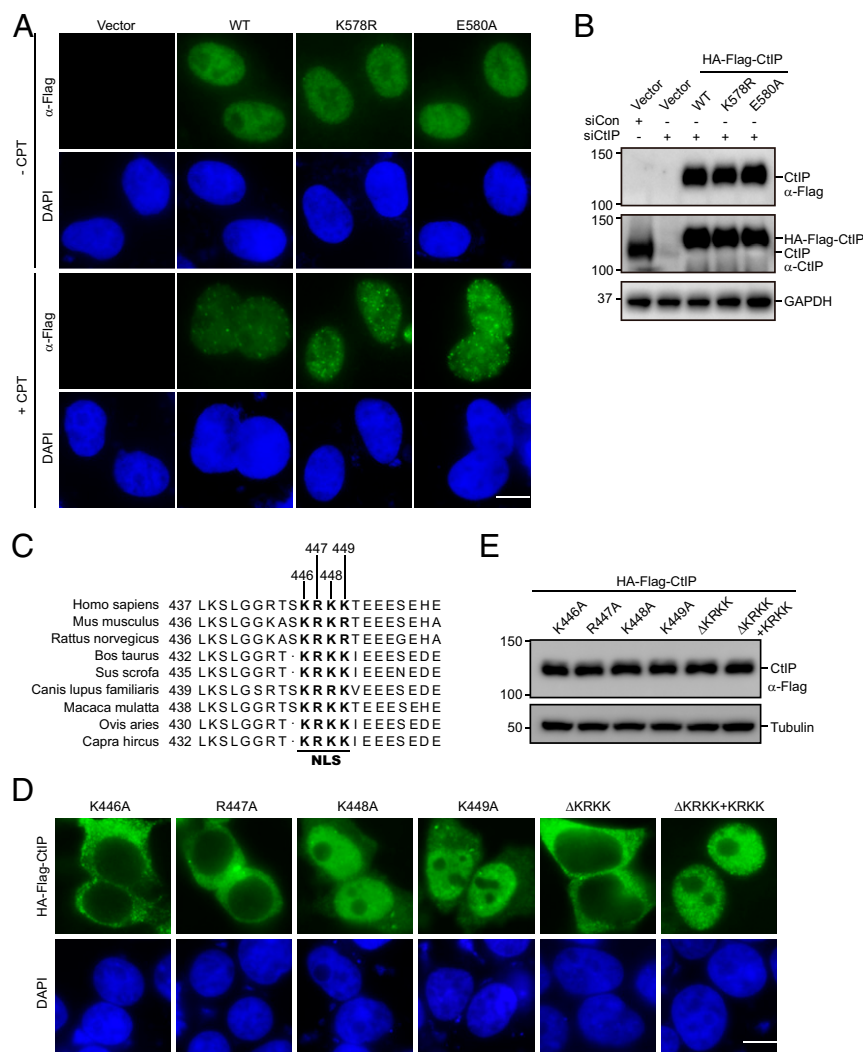 A
Vector WT K578R E580A
- CPT
α-Flag
DAPI
+ CPT
α-Flag
DAPI
B
HA-Flag-CtIP
Vector Vector WT K578R E580A
siCon + - - - -
siCtIP - + + + +
150
CtIP
α-Flag
100
150
HA-Flag-CtIP
CtIP
α-CtIP
100
37 GAPDH
C
447 449
446 448
Homo sapiens 437 LKSLGGRTSKRKKTEEESEHE
Mus musculus 436 LKSLGGKASKRKRTEEESEHA
Rattus norvegicus 436 LKSLGGKASKRKRTEEEGEHA
Bos taurus 432 LKSLGGRT·KRKKIEEESEDE
Sus scrofa 435 LKSLGGRT·KRKKIEEENEDE
Canis lupus familiaris 439 LKSLGSRTSKRRKVEEESEDE
Macaca mulatta 438 LKSLGGRTSKRKKTEEESEHE
Ovis aries 430 LKSLGGRT·KRKKIEEESEDE
Capra hircus 432 LKSLGGRT·KRKKIEEESEDE
NLS
E
HA-Flag-CtIP
K446A R447A K448A K449A ΔKRKK ΔKRKK +KRKK
150
CtIP
α-Flag
100
50 Tubulin
D
K446A R447A K448A K449A ΔKRKK ΔKRKK+KRKK
HA-Flag-CtIP
DAPI